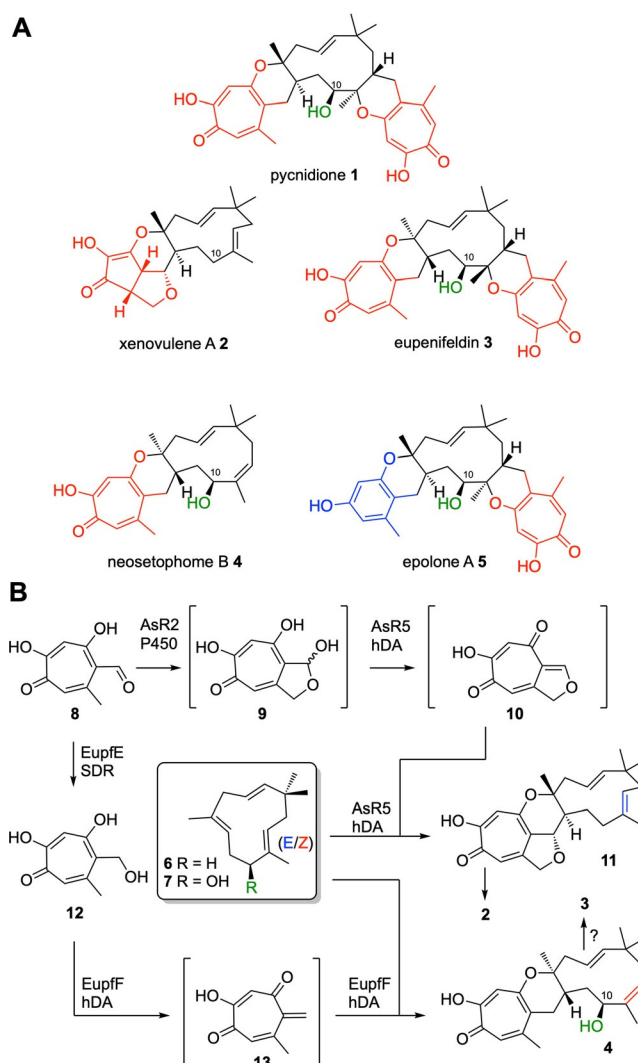 A
O
H
10
HO
H
HO
O
O
O
HO
pycnidione 1
HO
O
H
O
H
H
O
10
xenovulene A 2
O
H
10
H
HO
HO
O
O
O
HO
eupenifeldin 3
O
H
10
HO
HO
O
neosetophome B 4
O
H
10
H
HO
HO
O
O
HO
epolone A 5
B
OH
HO
O
O
8
AsR2
P450
OH
OH
HO
O
O
9
AsR5
hDA
O
HO
O
O
10
EupfE
SDR
OH
HO
O
OH
12
(E/Z)
6 R = H
7 R = OH
R
AsR5
hDA
O
H
HO
O
O
11
2
3
?
EupfF
hDA
O
HO
O
13
EupfF
hDA
O
H
10
HO
O
HO
4